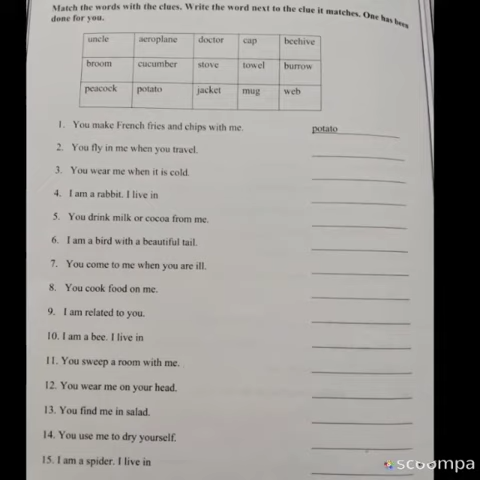 Match the words with the clues. Write the word next to the clue it matches. One has been
done for you.
uncle aeroplane doctor cap beehive
broom cucumber stove towel burrow
peacock potato jacket mug web
1. You make French fries and chips with me. potato
2. You fly in me when you travel.
3. You wear me when it is cold.
4. I am a rabbit. I live in
5. You drink milk or cocoa from me.
6. I am a bird with a beautiful tail.
7. You come to me when you are ill.
8. You cook food on me.
9. I am related to you.
10. I am a bee. I live in
11. You sweep a room with me.
12. You wear me on your head.
13. You find me in salad.
14. You use me to dry yourself.
15. I am a spider. I live in
scoompa